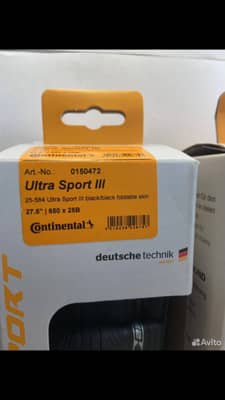 Art.-No. 0150472
Ultra Sport III
25-584 Ultra Sport III black/black foldable skin
27.5" | 650 x 25B
Continental
deutsche technik
PORT
Avito